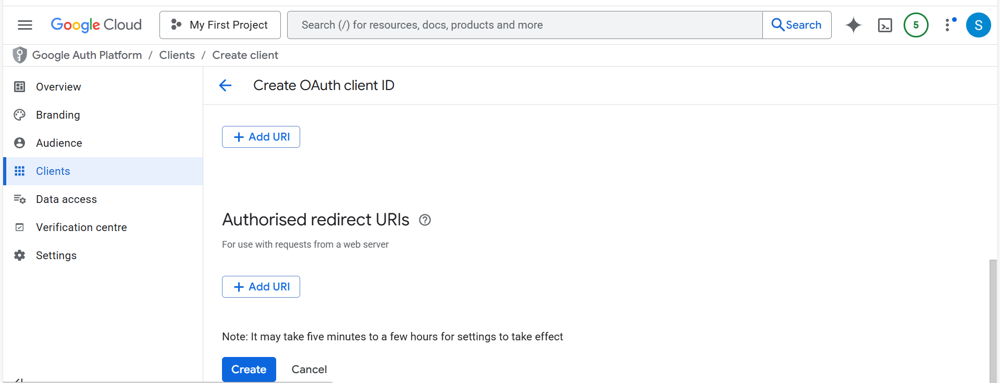 Google Cloud My First Project Search (/) for resources, docs, products and more Search 5 S
Google Auth Platform / Clients / Create client
Overview
Branding
Audience
Clients
Data access
Verification centre
Settings
Create OAuth client ID
+ Add URI
Authorised redirect URIs
For use with requests from a web server
+ Add URI
Note: It may take five minutes to a few hours for settings to take effect
Create Cancel